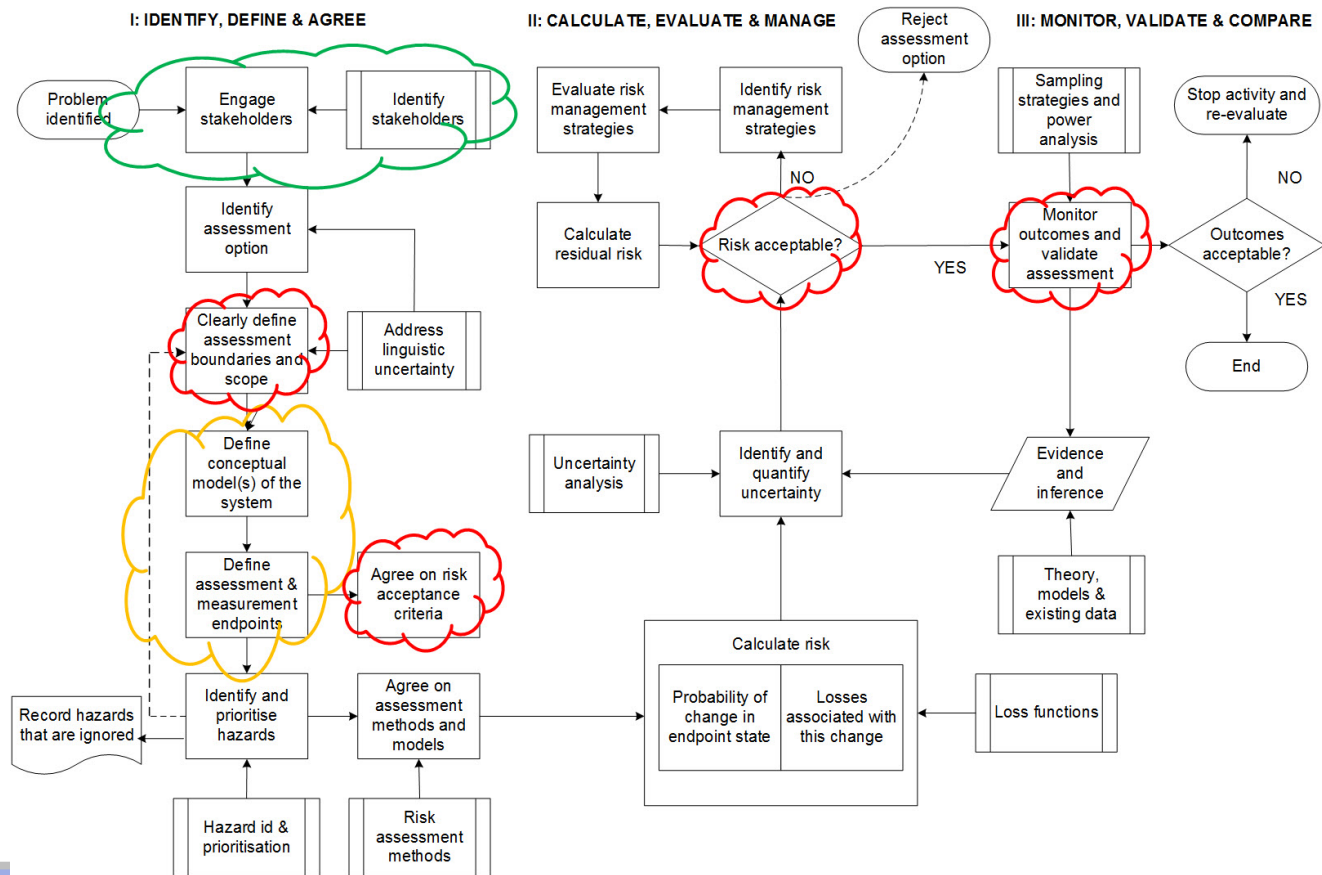 I: IDENTIFY, DEFINE & AGREE
Problem
identified
Engage
stakeholders
Identify
stakeholders
Identify
assessment
option
Clearly define
assessment
boundaries and
scope
Address
linguistic
uncertainty
Define
conceptual
model(s) of the
system
Define
assessment &
measurement
endpoints
Agree on risk
acceptance
criteria
Record hazards
that are ignored
Identify and
prioritise
hazards
Agree on
assessment
methods and
models
Hazard id &
prioritisation
Risk
assessment
methods
II: CALCULATE, EVALUATE & MANAGE
Reject
assessment
option
Evaluate risk
management
strategies
Identify risk
management
strategies
NO
Calculate
residual risk
Risk acceptable?
YES
Uncertainty
analysis
Identify and
quantify
uncertainty
Calculate risk
Probability of
change in
endpoint state
Losses
associated with
this change
Loss functions
III: MONITOR, VALIDATE & COMPARE
Sampling
strategies and
power
analysis
Stop activity and
re-evaluate
NO
Monitor
outcomes and
validate
assessment
Outcomes
acceptable?
YES
End
Evidence
and
inference
Theory,
models &
existing data